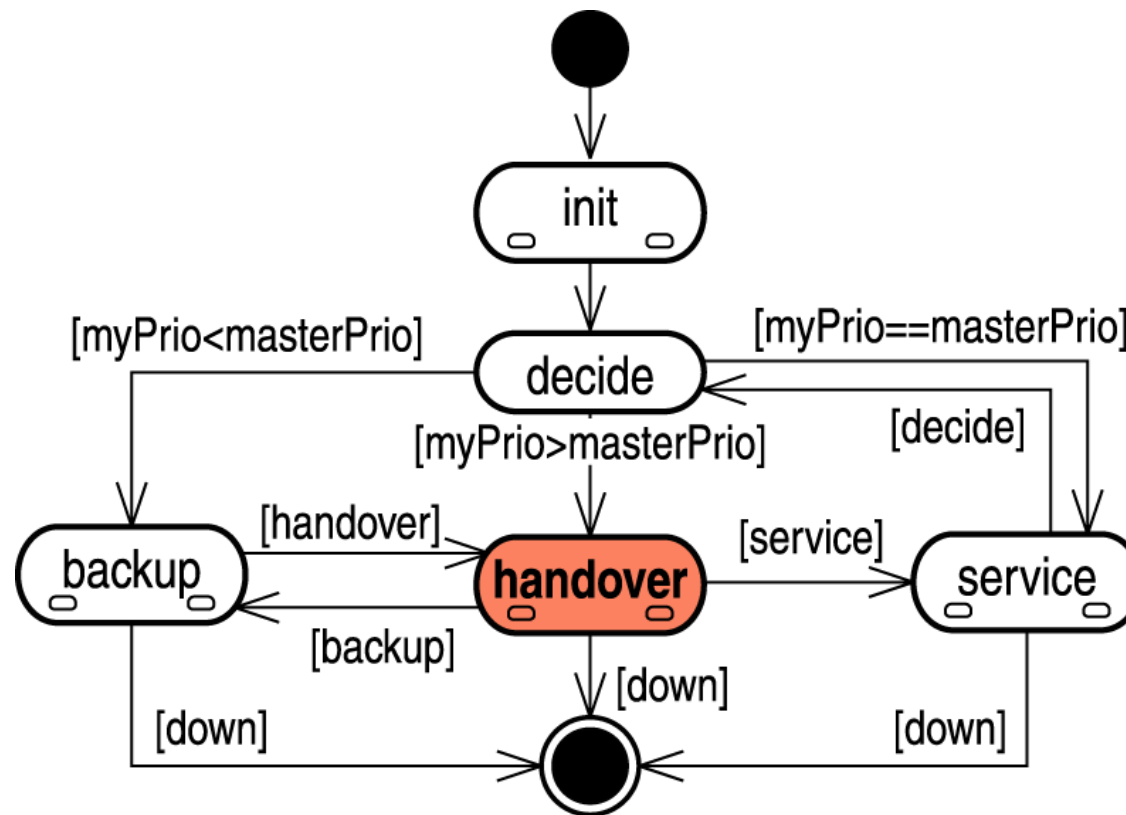 init
[myPrio<masterPrio]
[myPrio==masterPrio]
decide
[decide]
[myPrio>masterPrio]
[handover]
[service]
backup
handover
service
[backup]
[down]
[down]
[down]